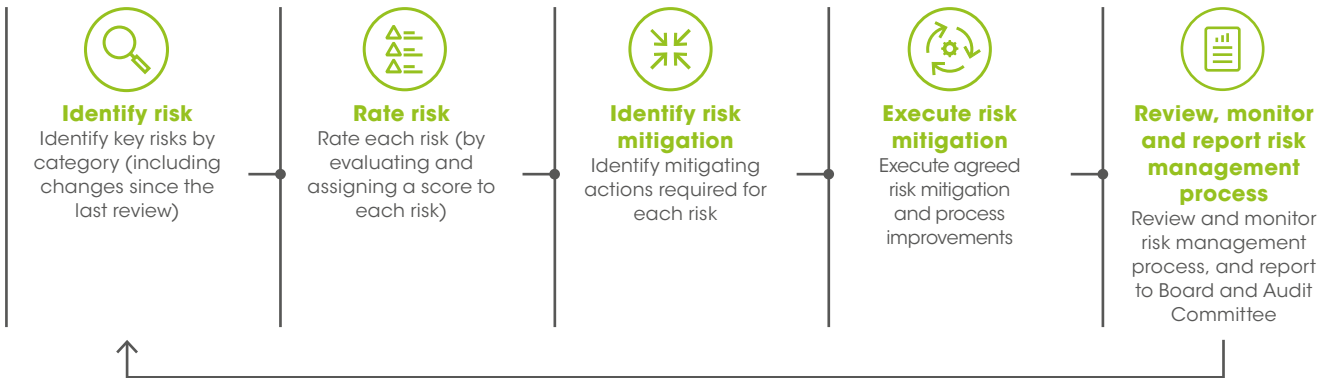 Identify risk
Identify key risks by
category (including
changes since the
last review)
Rate risk
Rate each risk (by
evaluating and
assigning a score to
each risk)
Identify risk
mitigation
Identify mitigating
actions required for
each risk
Execute risk
mitigation
Execute agreed
risk mitigation
and process
improvements
Review, monitor
and report risk
management
process
Review and monitor
risk management
process, and report
to Board and Audit
Committee